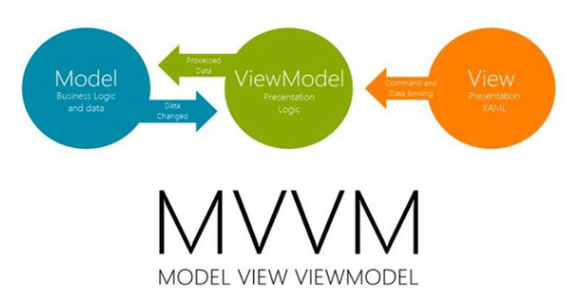 Model
Business Logic
and data
Processed
Data
Data
Changed
ViewModel
Presentation
Logic
Command and
Data Binding
View
Presentation
XAML
MVVM
MODEL VIEW VIEWMODEL